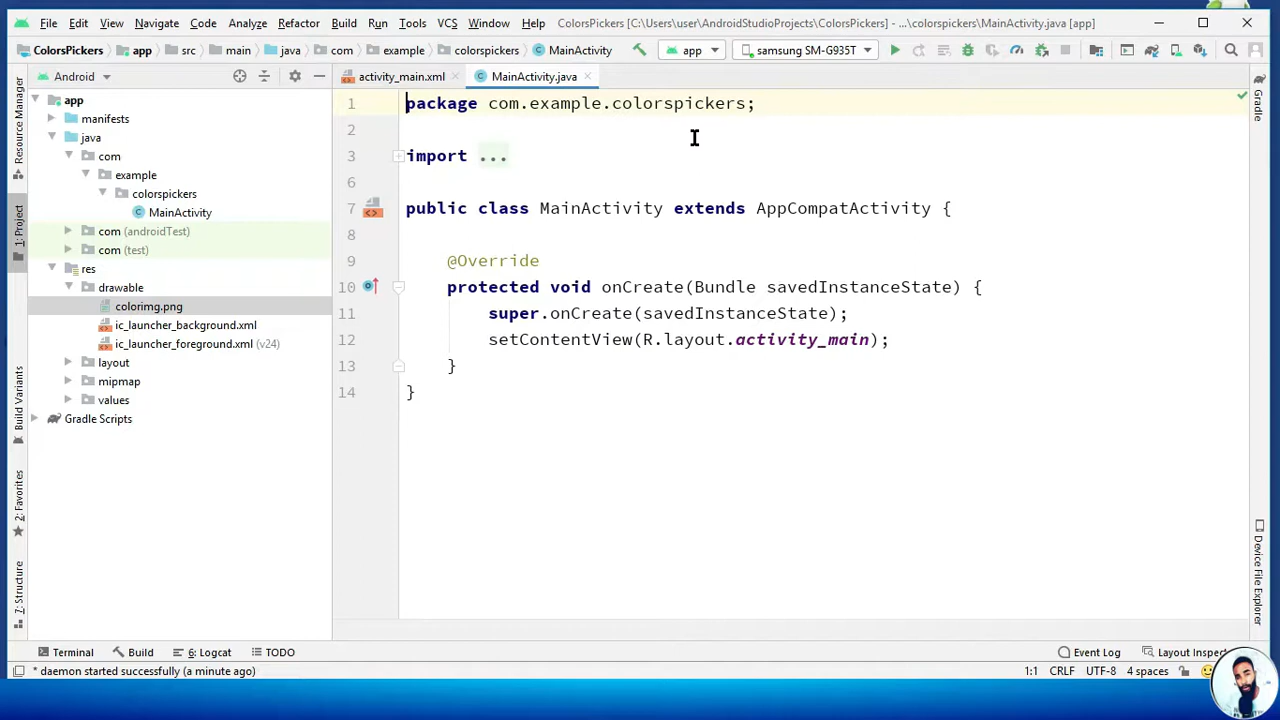 File Edit View Navigate Code Analyze Refactor Build Run Tools VCS Window Help ColorsPickers [C:\Users\user\AndroidStudioProjects\ColorsPickers] - ...\colorspickers\MainActivity.java [app]
ColorsPickers app src main java com example colorspickers MainActivity app samsung SM-G935T
Android activity_main.xml MainActivity.java
Resource Manager
1: Project
Build Variants
2: Favorites
7: Structure
app
manifests
java
com
example
colorspickers
MainActivity
com (androidTest)
com (test)
res
drawable
colorimg.png
ic_launcher_background.xml
ic_launcher_foreground.xml (v24)
layout
mipmap
values
Gradle Scripts
1 package com.example.colorspickers;
2
3 import ...
6
7 public class MainActivity extends AppCompatActivity {
8
9 @Override
10 protected void onCreate(Bundle savedInstanceState) {
11 super.onCreate(savedInstanceState);
12 setContentView(R.layout.activity_main);
13 }
14 }
Gradle
Device File Explorer
Terminal Build 6: Logcat TODO Event Log Layout Inspec
* daemon started successfully (a minute ago) 1:1 CRLF UTF-8 4 spaces